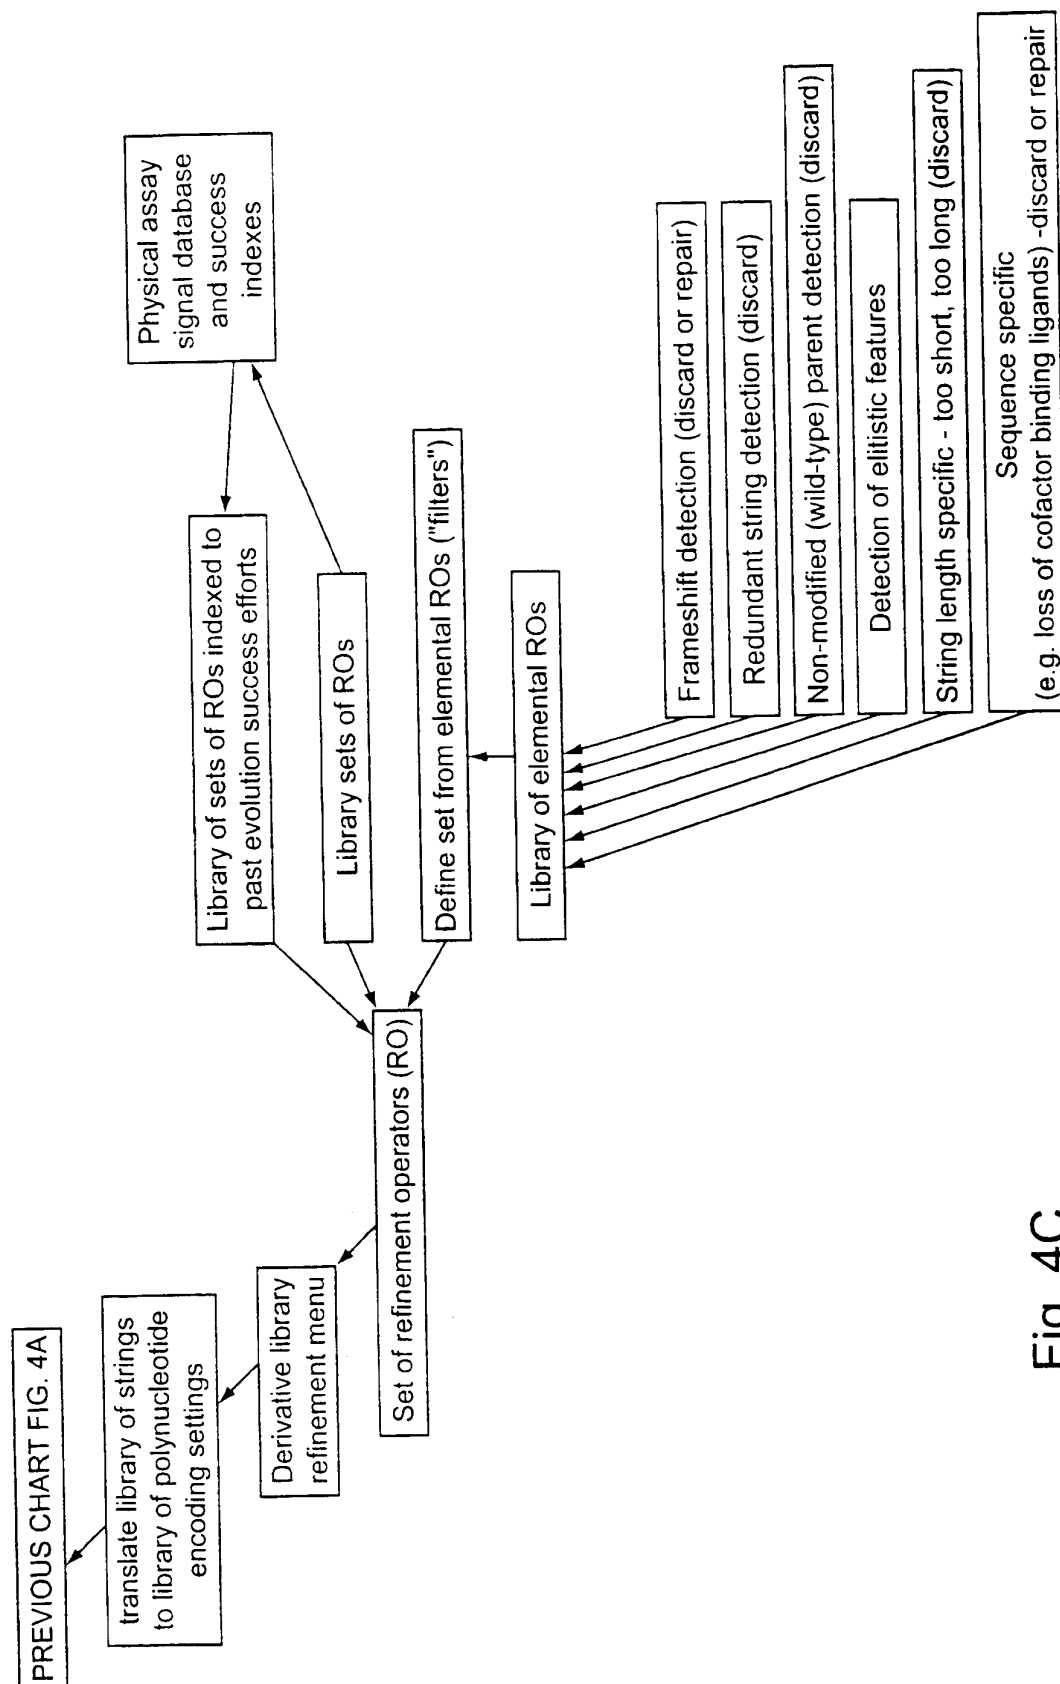 PREVIOUS CHART FIG. 4A
translate library of strings
to library of polynucleotide
encoding settings
Derivative library
refinement menu
Set of refinement operators (RO)
Library of sets of ROs indexed to
past evolution success efforts
Physical assay
signal database
and success
indexes
Library sets of ROs
Define set from elemental ROs ("filters")
Library of elemental ROs
Frameshift detection (discard or repair)
Redundant string detection (discard)
Non-modified (wild-type) parent detection (discard)
Detection of elitistic features
String length specific - too short, too long (discard)
Sequence specific
(e.g. loss of cofactor binding ligands) -discard or repair
Fig. 4C